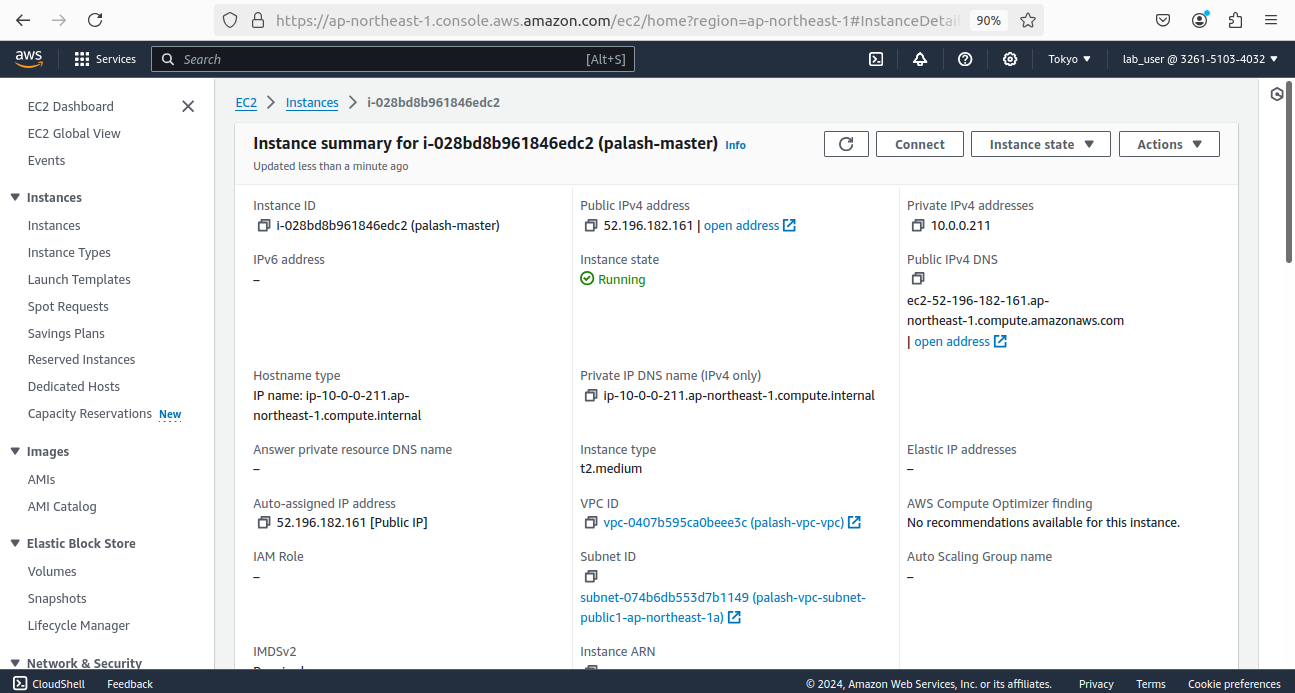 https://ap-northeast-1.console.aws.amazon.com/ec2/home?region=ap-northeast-1#InstanceDetail
90%
aws
Services
Search
[Alt+S]
Tokyo
lab_user @ 3261-5103-4032
EC2 Dashboard
EC2 Global View
Events
Instances
Instances
Instance Types
Launch Templates
Spot Requests
Savings Plans
Reserved Instances
Dedicated Hosts
Capacity Reservations New
Images
AMIs
AMI Catalog
Elastic Block Store
Volumes
Snapshots
Lifecycle Manager
Network & Security
EC2 > Instances > i-028bd8b961846edc2
Instance summary for i-028bd8b961846edc2 (palash-master) Info
Updated less than a minute ago
Connect
Instance state
Actions
Instance ID
i-028bd8b961846edc2 (palash-master)
Public IPv4 address
52.196.182.161 | open address
Private IPv4 addresses
10.0.0.211
IPv6 address
–
Instance state
Running
Public IPv4 DNS
ec2-52-196-182-161.ap-
northeast-1.compute.amazonaws.com
| open address
Hostname type
IP name: ip-10-0-0-211.ap-
northeast-1.compute.internal
Private IP DNS name (IPv4 only)
ip-10-0-0-211.ap-northeast-1.compute.internal
Answer private resource DNS name
–
Instance type
t2.medium
Elastic IP addresses
–
Auto-assigned IP address
52.196.182.161 [Public IP]
VPC ID
vpc-0407b595ca0beee3c (palash-vpc-vpc)
AWS Compute Optimizer finding
No recommendations available for this instance.
IAM Role
–
Subnet ID
subnet-074b6db553d7b1149 (palash-vpc-subnet-
public1-ap-northeast-1a)
Auto Scaling Group name
–
IMDSv2
Instance ARN
CloudShell
Feedback
© 2024, Amazon Web Services, Inc. or its affiliates.
Privacy
Terms
Cookie preferences